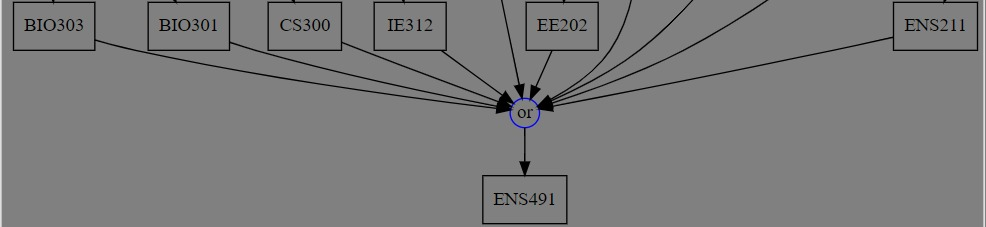 BIO303 BIO301 CS300 IE312 EE202 ENS211
or
ENS491